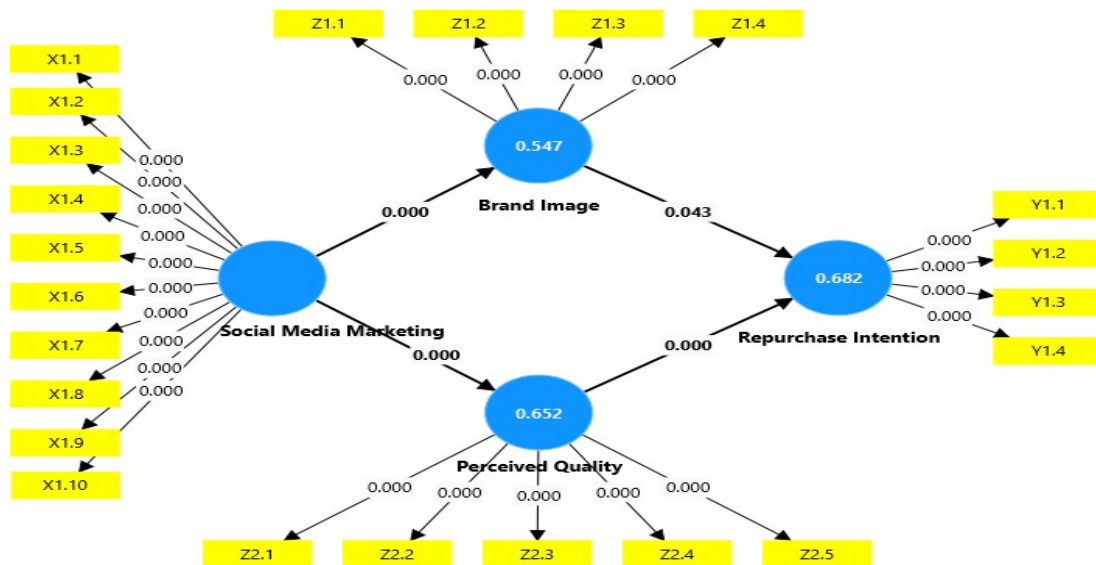 Z1.1
Z1.2
Z1.3
Z1.4
0.000
0.000
0.000
0.000
X1.1
X1.2
X1.3
X1.4
X1.5
X1.6
X1.7
X1.8
X1.9
X1.10
0.000
0.000
0.000
0.000
0.000
0.000
0.000
0.000
0.000
0.000
Social Media Marketing
0.000
0.000
0.547
Brand Image
0.043
0.652
Perceived Quality
0.000
0.682
Repurchase Intention
0.000
0.000
0.000
0.000
Y1.1
Y1.2
Y1.3
Y1.4
0.000
0.000
0.000
0.000
0.000
Z2.1
Z2.2
Z2.3
Z2.4
Z2.5